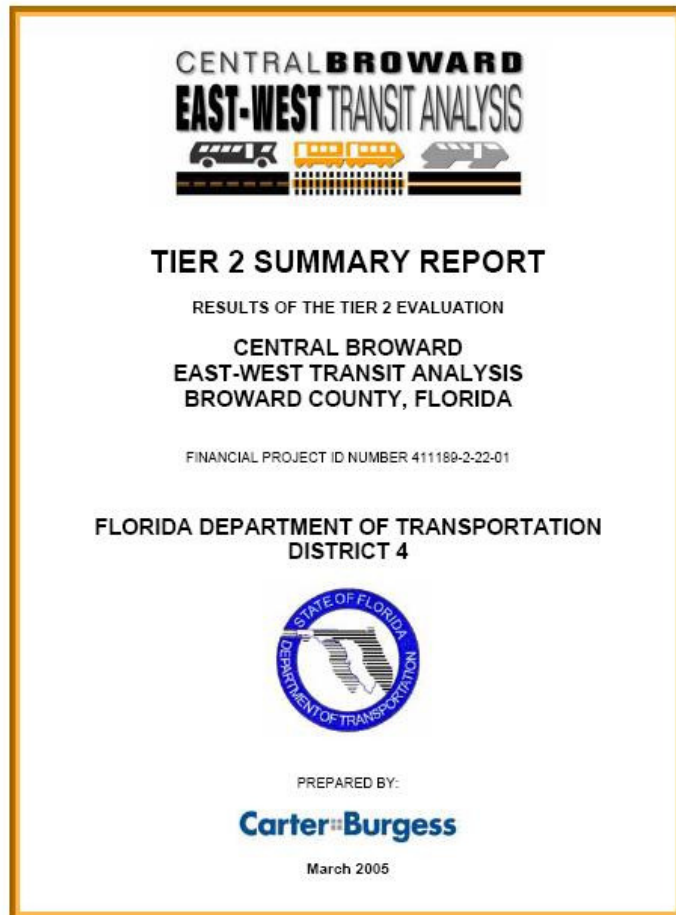 CENTRAL BROWARD
EAST-WEST TRANSIT ANALYSIS
TIER 2 SUMMARY REPORT
RESULTS OF THE TIER 2 EVALUATION
CENTRAL BROWARD
EAST-WEST TRANSIT ANALYSIS
BROWARD COUNTY, FLORIDA
FINANCIAL PROJECT ID NUMBER 411189-2-22-01
FLORIDA DEPARTMENT OF TRANSPORTATION
DISTRICT 4
STATE OF FLORIDA
DEPARTMENT OF TRANSPORTATION
PREPARED BY:
Carter::Burgess
March 2005